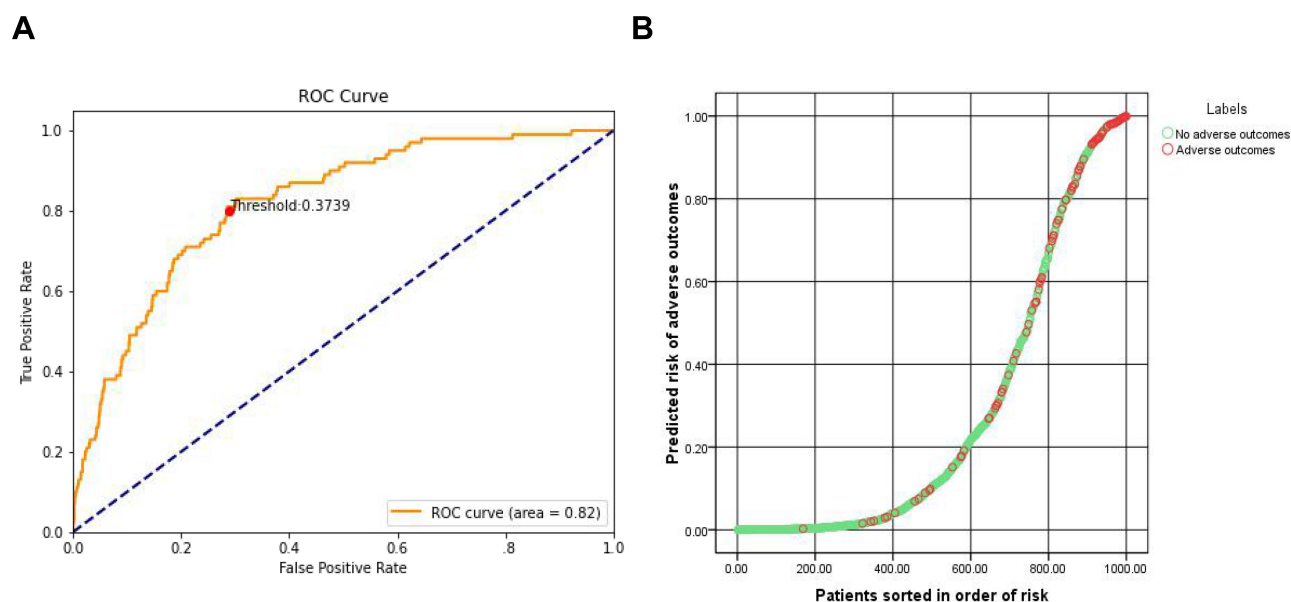 A
ROC Curve
True Positive Rate
1.0
0.8
0.6
0.4
0.2
0.0
Threshold:0.3739
ROC curve (area = 0.82)
0.0 0.2 0.4 0.6 .8 1.0
False Positive Rate
B
Predicted risk of adverse outcomes
1.00
0.80
0.60
0.40
0.20
0.00
0.00 200.00 400.00 600.00 800.00 1000.00
Patients sorted in order of risk
Labels
No adverse outcomes
Adverse outcomes